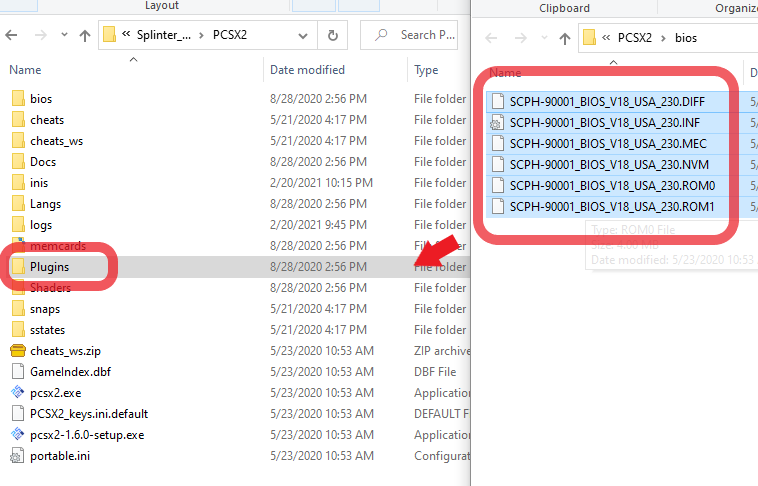 Layout
« Splinter_... > PCSX2
Search P...
Name Date modified Type
bios 8/28/2020 2:56 PM File folder
cheats 5/21/2020 4:17 PM File folder
cheats_ws 5/21/2020 4:17 PM File folder
Docs 8/28/2020 2:56 PM File folder
inis 2/20/2021 10:15 PM File folder
Langs 8/28/2020 2:56 PM File folder
logs 2/20/2021 9:45 PM File folder
memcards 8/28/2020 2:56 PM File folder
Plugins 8/28/2020 2:56 PM File folder
Shaders 8/28/2020 2:56 PM File folder
snaps 5/21/2020 4:17 PM File folder
sstates 5/21/2020 4:17 PM File folder
cheats_ws.zip 5/23/2020 10:53 AM ZIP archive
GameIndex.dbf 5/23/2020 10:53 AM DBF File
pcsx2.exe 5/23/2020 10:53 AM Application
PCSX2_keys.ini.default 5/23/2020 10:53 AM DEFAULT F
pcsx2-1.6.0-setup.exe 5/23/2020 10:53 AM Application
portable.ini 5/23/2020 10:53 AM Configurat
Clipboard Organize
« PCSX2 > bios
Name D
SCPH-90001_BIOS_V18_USA_230.DIFF 5/
SCPH-90001_BIOS_V18_USA_230.INF 5/
SCPH-90001_BIOS_V18_USA_230.MEC 5/
SCPH-90001_BIOS_V18_USA_230.NVM 5/
SCPH-90001_BIOS_V18_USA_230.ROM0 5/
SCPH-90001_BIOS_V18_USA_230.ROM1 5/
Type: ROM0 File
Size: 4.00 MB
Date modified: 5/23/2020 10:53